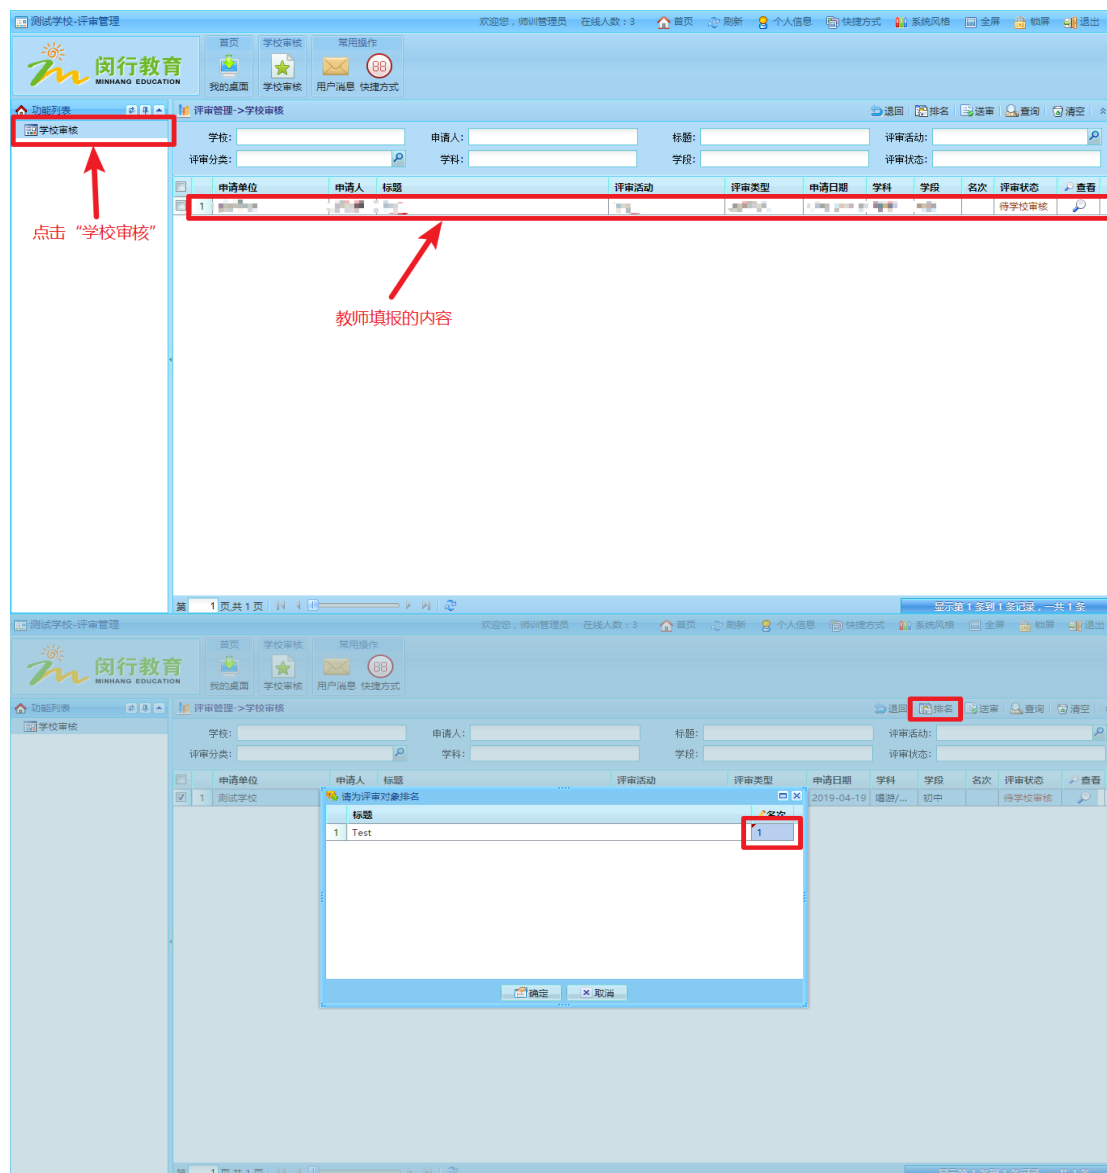 测试学校-评审管理 欢迎您，师训管理员 在线人数：3 首页 刷新 个人信息 快捷方式 系统风格 全屏 锁屏 退出
首页 学校审核 常用操作
闵行教育
MINHANG EDUCATION
88
我的桌面 学校审核 用户消息 快捷方式
功能列表 评审管理->学校审核 退回 排名 送审 查询 清空
学校审核
学校: 申请人: 标题: 评审活动:
评审分类: 学科: 学段: 评审状态:
申请单位 申请人 标题 评审活动 评审类型 申请日期 学科 学段 名次 评审状态 查看
1 待学校审核
点击“学校审核”
教师填报的内容
第 1 页,共 1 页 显示第 1 条到 1 条记录，一共 1 条
测试学校-评审管理 欢迎您，师训管理员 在线人数：3 首页 刷新 个人信息 快捷方式 系统风格 全屏 锁屏 退出
首页 学校审核 常用操作
闵行教育
MINHANG EDUCATION
88
我的桌面 学校审核 用户消息 快捷方式
功能列表 评审管理->学校审核 退回 排名 送审 查询 清空
学校审核
学校: 申请人: 标题: 评审活动:
评审分类: 学科: 学段: 评审状态:
申请单位 申请人 标题 评审活动 评审类型 申请日期 学科 学段 名次 评审状态 查看
1 测试学校 2019-04-19 唱游/... 初中 待学校审核
请为评审对象排名
标题 名次
1 Test 1
确定 取消